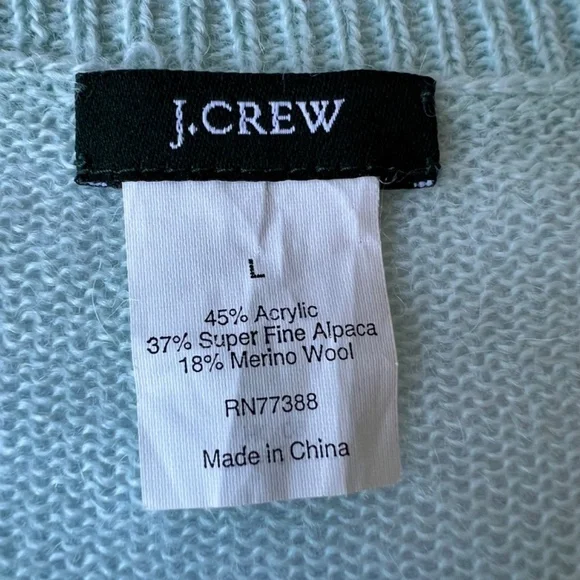 J.CREW
L
45% Acrylic
37% Super Fine Alpaca
18% Merino Wool
RN77388
Made in China